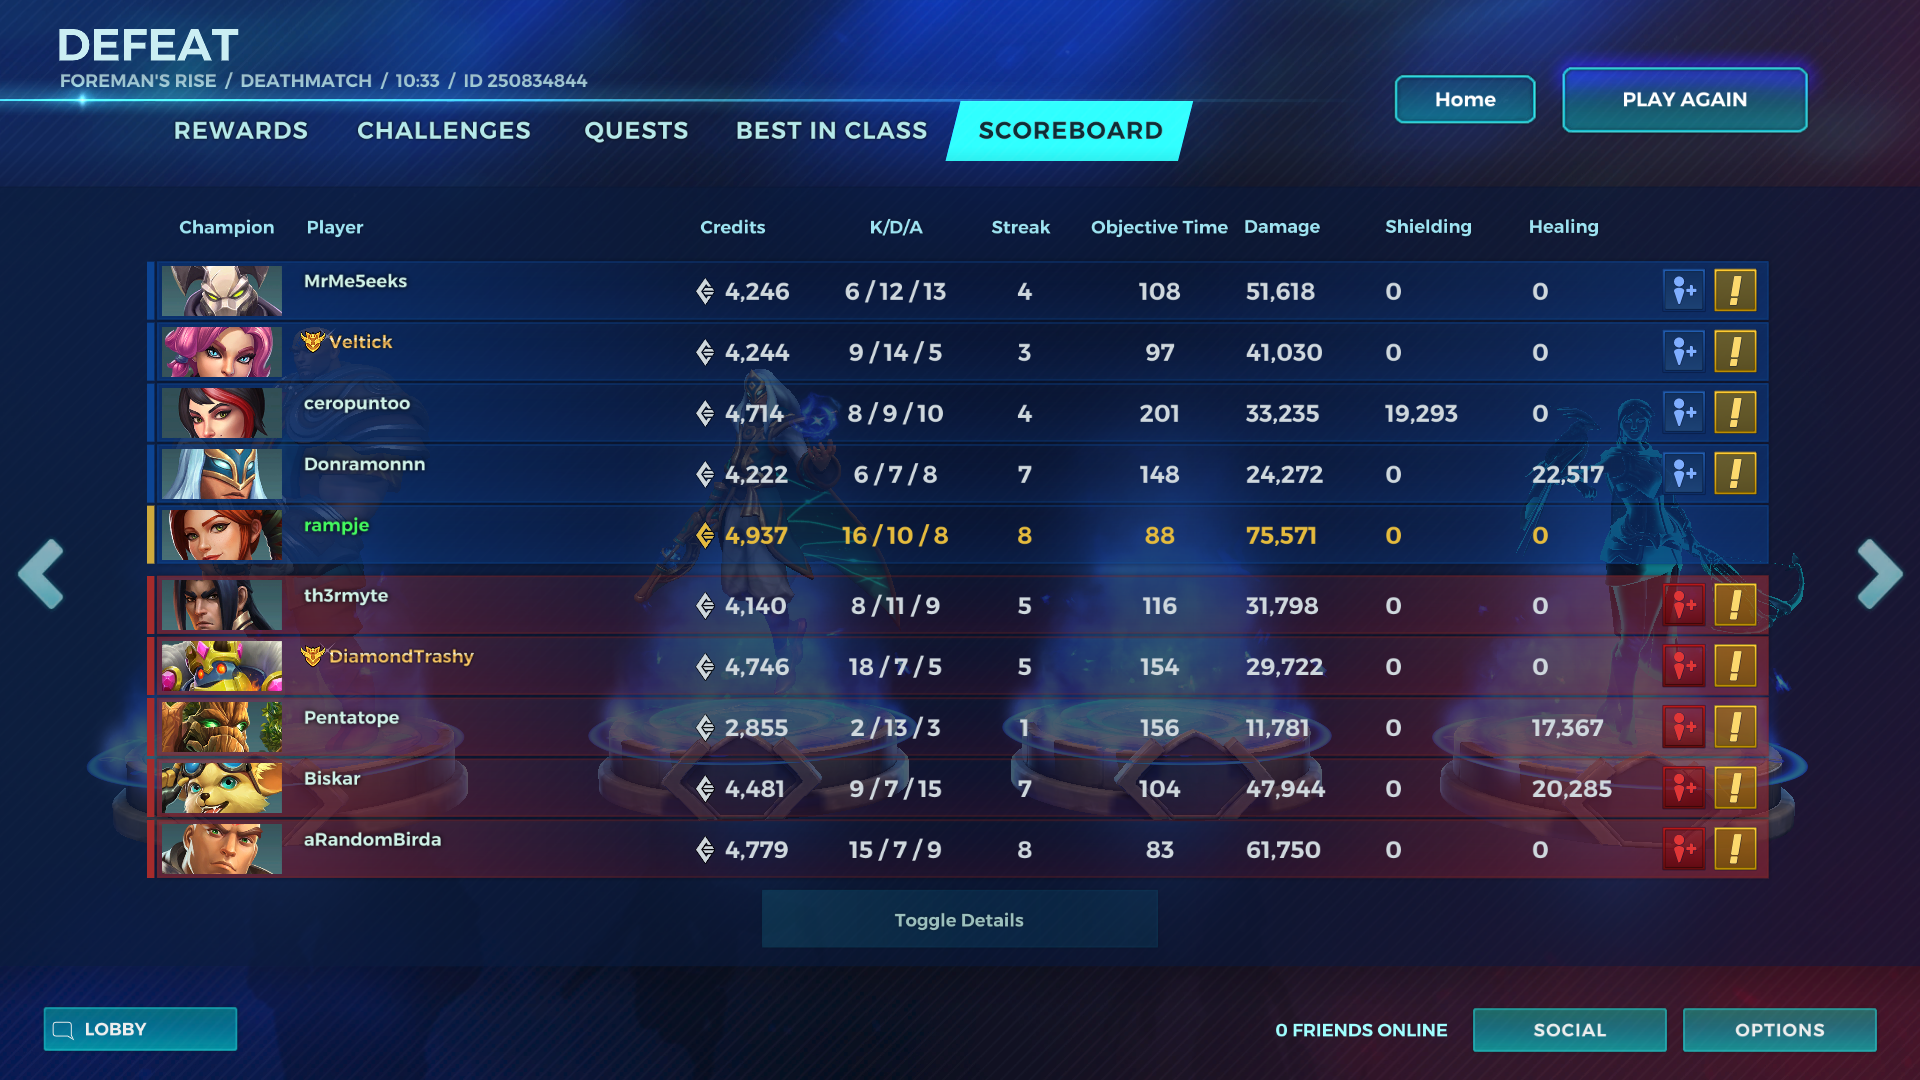 DEFEAT
FOREMAN'S RISE / DEATHMATCH / 10:33 / ID 250834844
Home
PLAY AGAIN
REWARDS CHALLENGES QUESTS BEST IN CLASS SCOREBOARD
Champion Player Credits K/D/A Streak Objective Time Damage Shielding Healing
MrMe5eeks 4,246 6 / 12 / 13 4 108 51,618 0 0
Veltick 4,244 9 / 14 / 5 3 97 41,030 0 0
ceropuntoo 4,714 8 / 9 / 10 4 201 33,235 19,293 0
Donramonnn 4,222 6 / 7 / 8 7 148 24,272 0 22,517
rampje 4,937 16 / 10 / 8 8 88 75,571 0 0
th3rmyte 4,140 8 / 11 / 9 5 116 31,798 0 0
DiamondTrashy 4,746 18 / 7 / 5 5 154 29,722 0 0
Pentatope 2,855 2 / 13 / 3 1 156 11,781 0 17,367
Biskar 4,481 9 / 7 / 15 7 104 47,944 0 20,285
aRandomBirda 4,779 15 / 7 / 9 8 83 61,750 0 0
Toggle Details
LOBBY
0 FRIENDS ONLINE
SOCIAL
OPTIONS